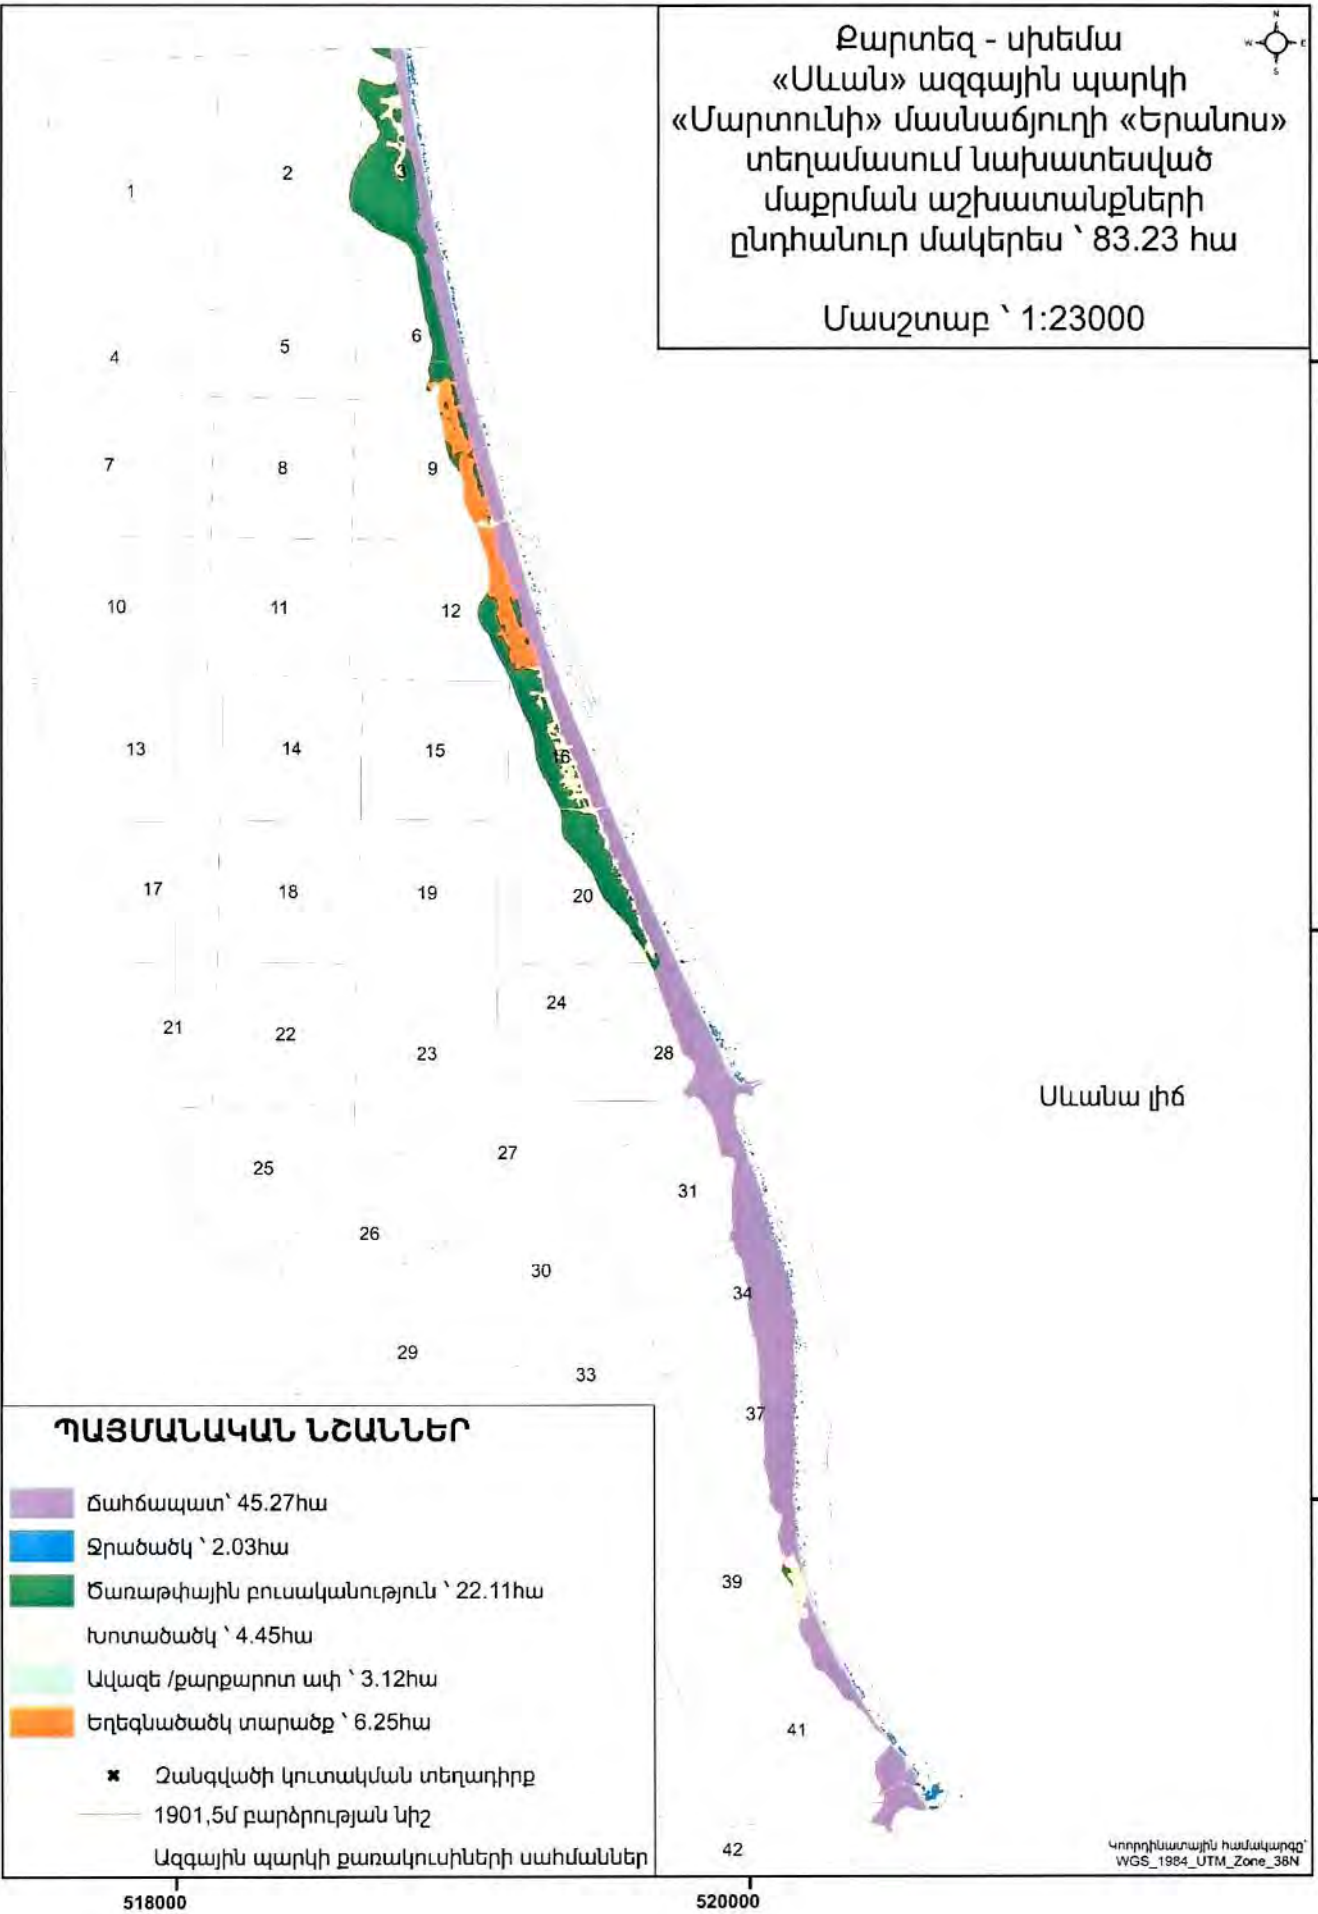 Քարտեզ - սխեմա
«Սևան» ազգային պարկի
«Մարտունի» մասնաճյուղի «Երանոս»
տեղամասում նախատեսված
մաքրման աշխատանքների
ընդհանուր մակերես ՝ 83.23 հա
Մասշտաբ ՝ 1:23000
N
W
E
S
1
2
3
4
5
6
7
8
9
10
11
12
13
14
15
16
17
18
19
20
21
22
23
24
28
Սևանա լիճ
25
27
31
26
30
34
29
33
37
39
41
42
ՊԱՅՄԱՆԱԿԱՆ ՆՇԱՆՆԵՐ
Ճահճապատ՝ 45.27հա
Ջրածածկ ՝ 2.03հա
Ծառաթփային բուսականություն ՝ 22.11հա
Խոտածածկ ՝ 4.45հա
Ավազե /քարքարոտ ափ ՝ 3.12հա
Եղեգնածածկ տարածք ՝ 6.25հա
Զանգվածի կուտակման տեղադիրք
1901,5մ բարձրության նիշ
Ազգային պարկի քառակուսիների սահմաններ
Կոորդինատային համակարգը՝
WGS_1984_UTM_Zone_38N
518000
520000